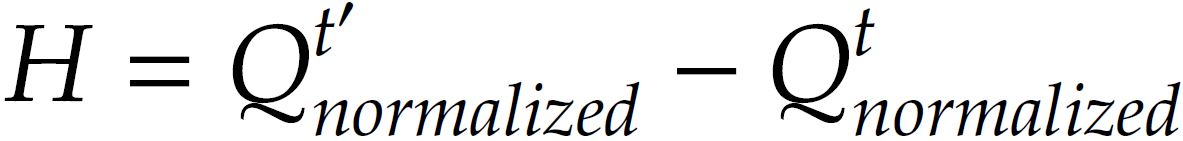 H = Q^{t'}_{normalized} − Q^{t}_{normalized}